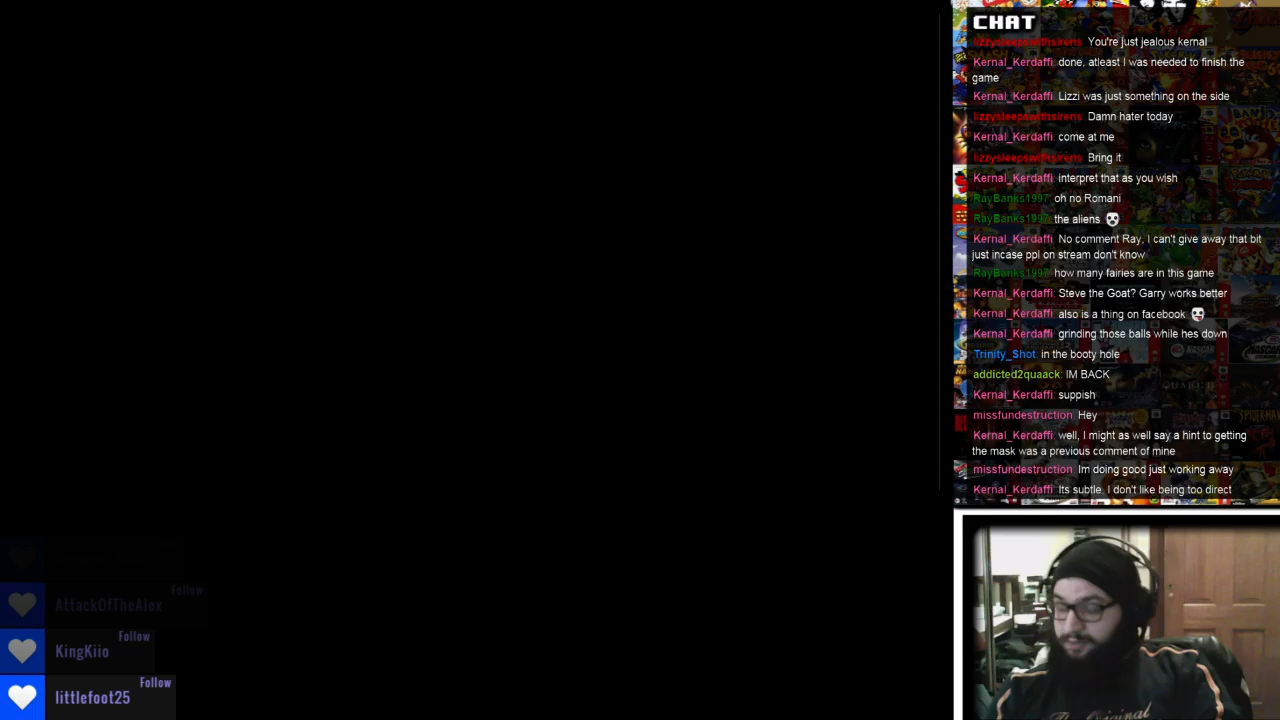 CHAT
lizzysleepswithsirens: You're just jealous kernal
Kernal_Kerdaffi: done, atleast I was needed to finish the
game
Kernal_Kerdaffi: Lizzi was just something on the side
lizzysleepswithsirens: Damn hater today
Kernal_Kerdaffi: come at me
lizzysleepswithsirens: Bring it
Kernal_Kerdaffi: interpret that as you wish
RayBanks1997: oh no Romani
RayBanks1997: the aliens
Kernal_Kerdaffi: No comment Ray, I can't give away that bit
just incase ppl on stream don't know
RayBanks1997: how many fairies are in this game
Kernal_Kerdaffi: Steve the Goat? Garry works better
Kernal_Kerdaffi: also is a thing on facebook
Kernal_Kerdaffi: grinding those balls while hes down
Trinity_Shot: in the booty hole
addicted2quaack: IM BACK
Kernal_Kerdaffi: suppish
missfundestruction: Hey
Kernal_Kerdaffi: well, I might as well say a hint to getting
the mask was a previous comment of mine
missfundestruction: Im doing good just working away
Kernal_Kerdaffi: Its subtle, I don't like being too direct
Follow
AttackOfTheAlex
Follow
KingKiio
Follow
littlefoot25
The Original